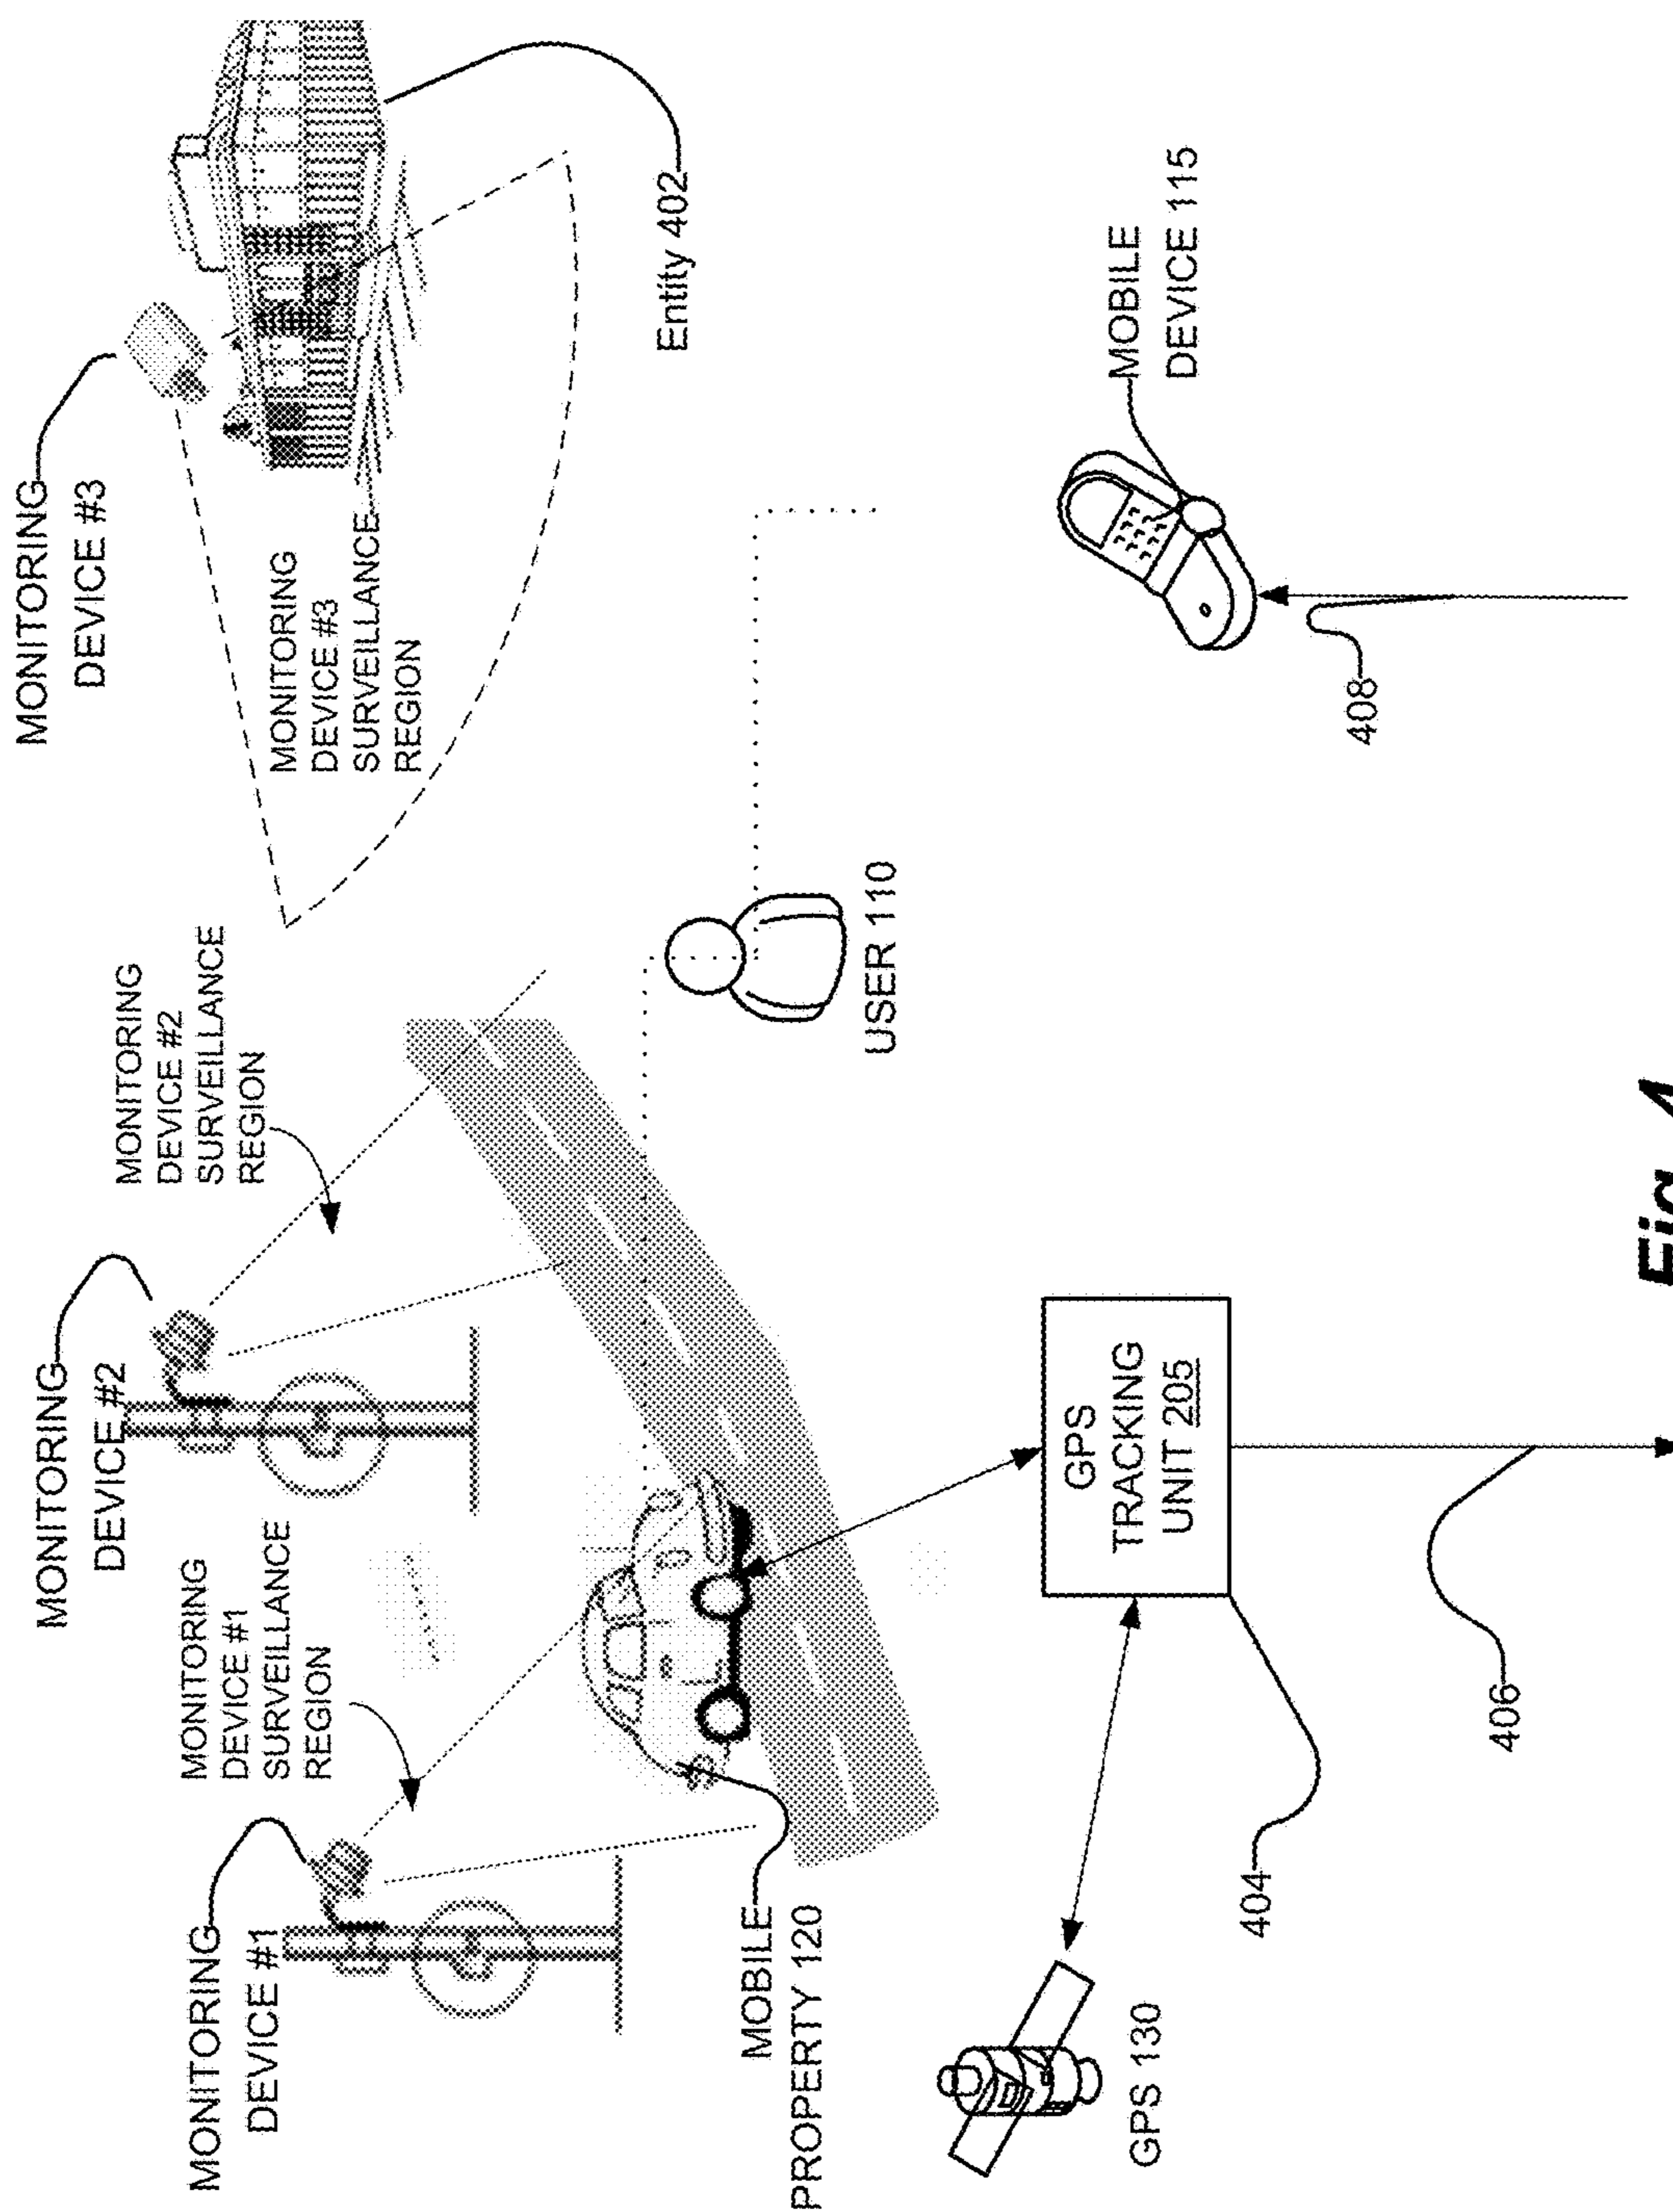 MONITORING
DEVICE #1
MONITORING
DEVICE #1
SURVEILLANCE
REGION
MONITORING
DEVICE #2
MONITORING
DEVICE #2
SURVEILLANCE
REGION
MONITORING
DEVICE #3
MONITORING
DEVICE #3
SURVEILLANCE
REGION
Entity 402
MOBILE
PROPERTY 120
USER 110
GPS 130
GPS
TRACKING
UNIT 205
MOBILE
DEVICE 115
404
406
408
Fig. 4